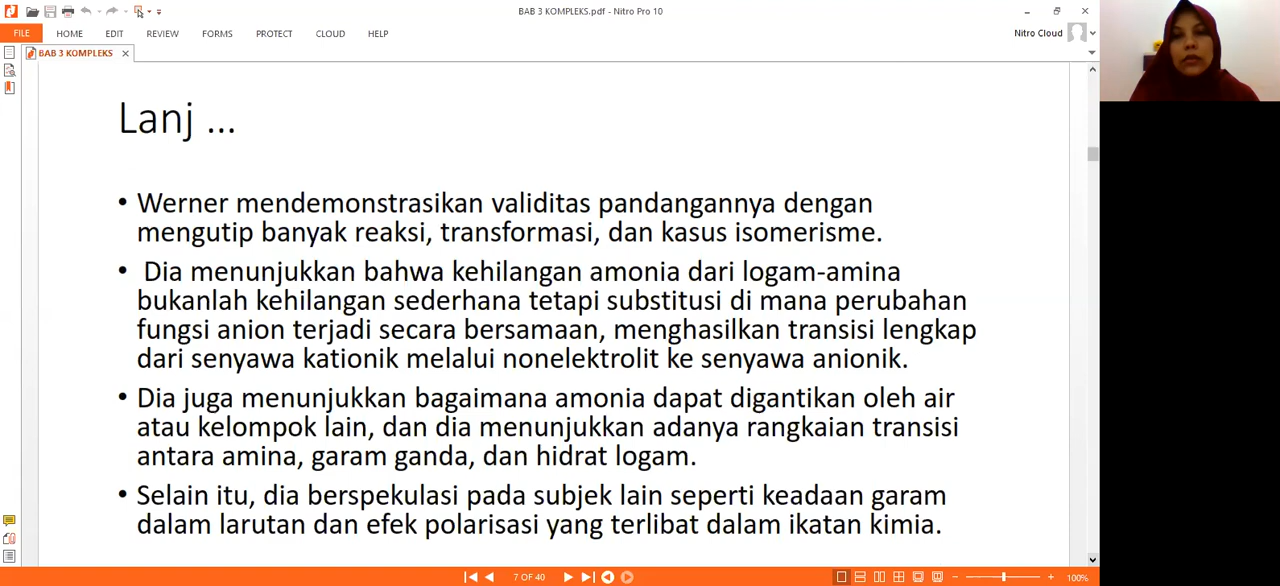 BAB 3 KOMPLEKS.pdf - Nitro Pro 10
FILE HOME EDIT REVIEW FORMS PROTECT CLOUD HELP
Nitro Cloud
BAB 3 KOMPLEKS
Lanj ...
• Werner mendemonstrasikan validitas pandangannya dengan
mengutip banyak reaksi, transformasi, dan kasus isomerisme.
• Dia menunjukkan bahwa kehilangan amonia dari logam-amina
bukanlah kehilangan sederhana tetapi substitusi di mana perubahan
fungsi anion terjadi secara bersamaan, menghasilkan transisi lengkap
dari senyawa kationik melalui nonelektrolit ke senyawa anionik.
• Dia juga menunjukkan bagaimana amonia dapat digantikan oleh air
atau kelompok lain, dan dia menunjukkan adanya rangkaian transisi
antara amina, garam ganda, dan hidrat logam.
• Selain itu, dia berspekulasi pada subjek lain seperti keadaan garam
dalam larutan dan efek polarisasi yang terlibat dalam ikatan kimia.
7 OF 40
100%